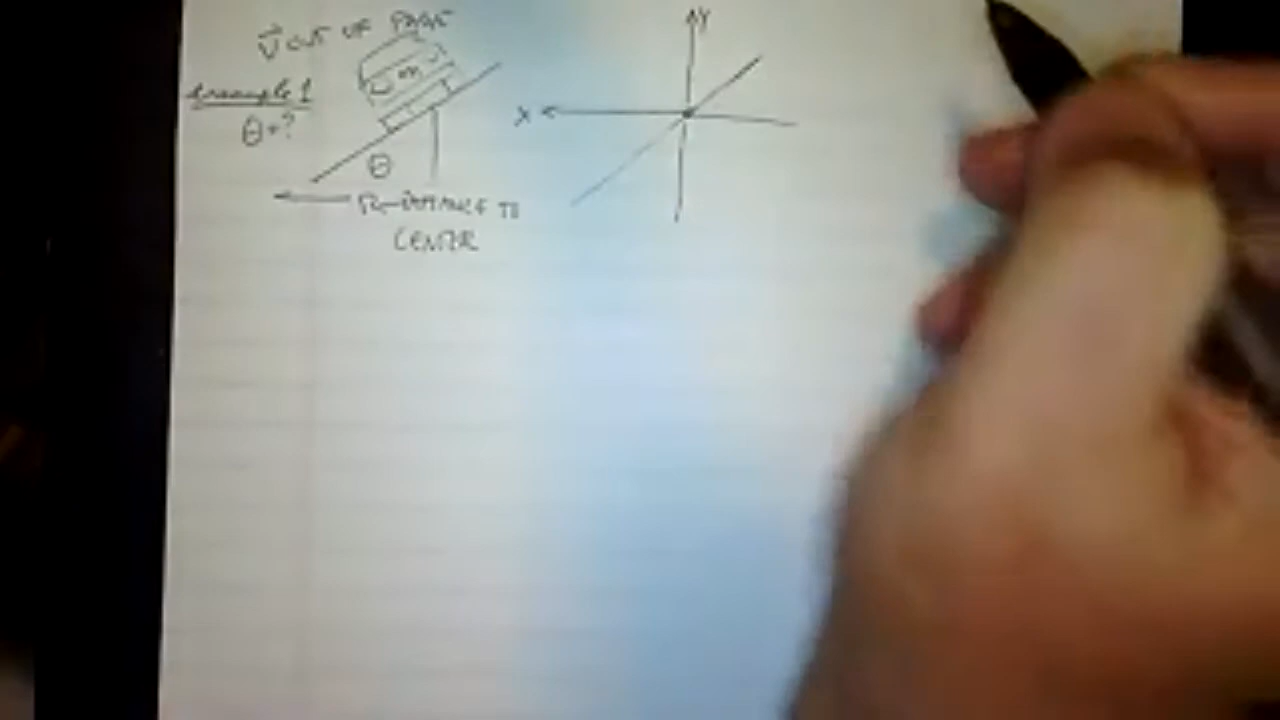 V⃗ OUT OF PAGE
m
example 1
θ=?
θ
R-DISTANCE TO
CENTER
Y
X